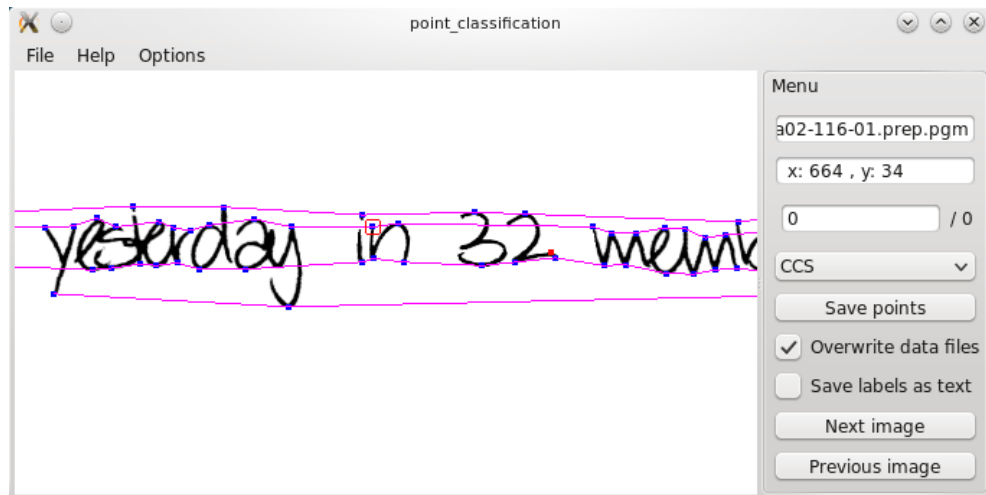 point_classification
File Help Options
Menu
a02-116-01.prep.pgm
x: 664 , y: 34
0 / 0
CCS
Save points
Overwrite data files
Save labels as text
Next image
Previous image
yesterday in 32 memb